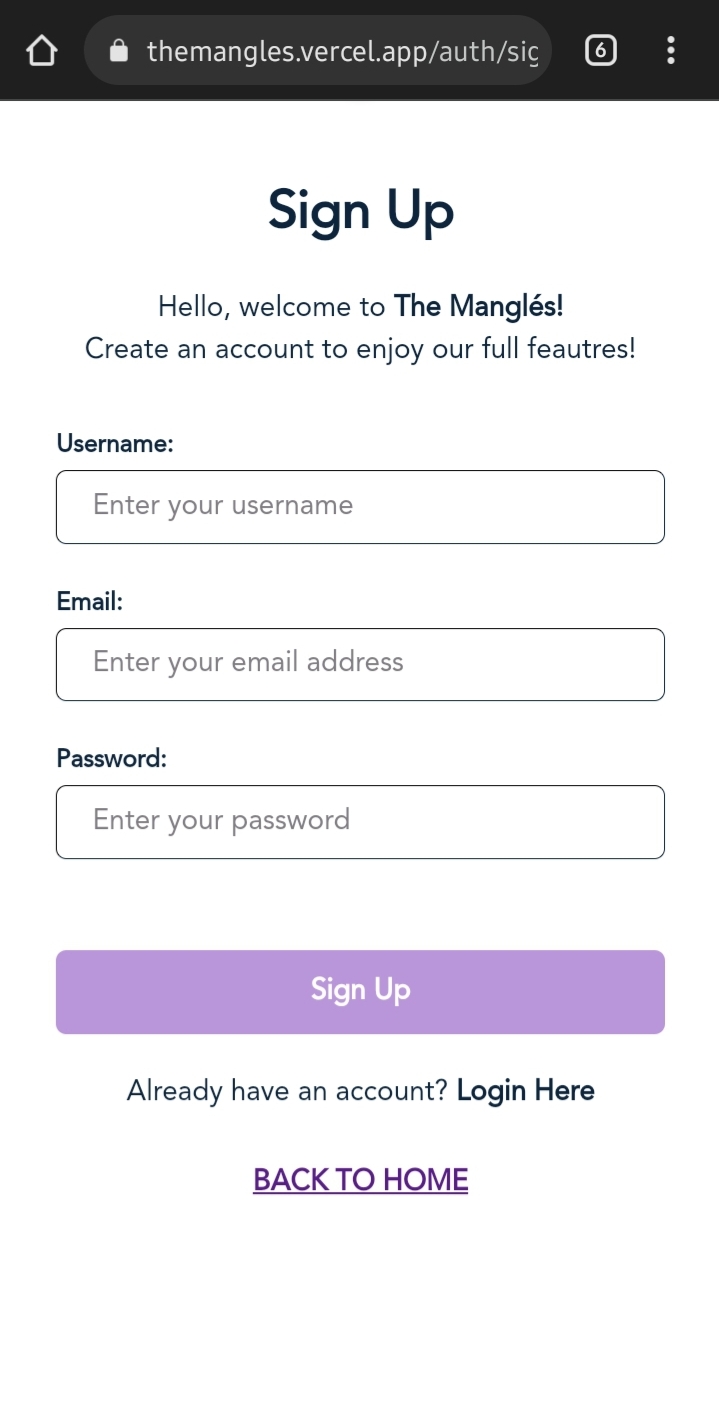 themangles.vercel.app/auth/sig
6
Sign Up
Hello, welcome to The Manglés!
Create an account to enjoy our full feautres!
Username:
Enter your username
Email:
Enter your email address
Password:
Enter your password
Sign Up
Already have an account? Login Here
BACK TO HOME